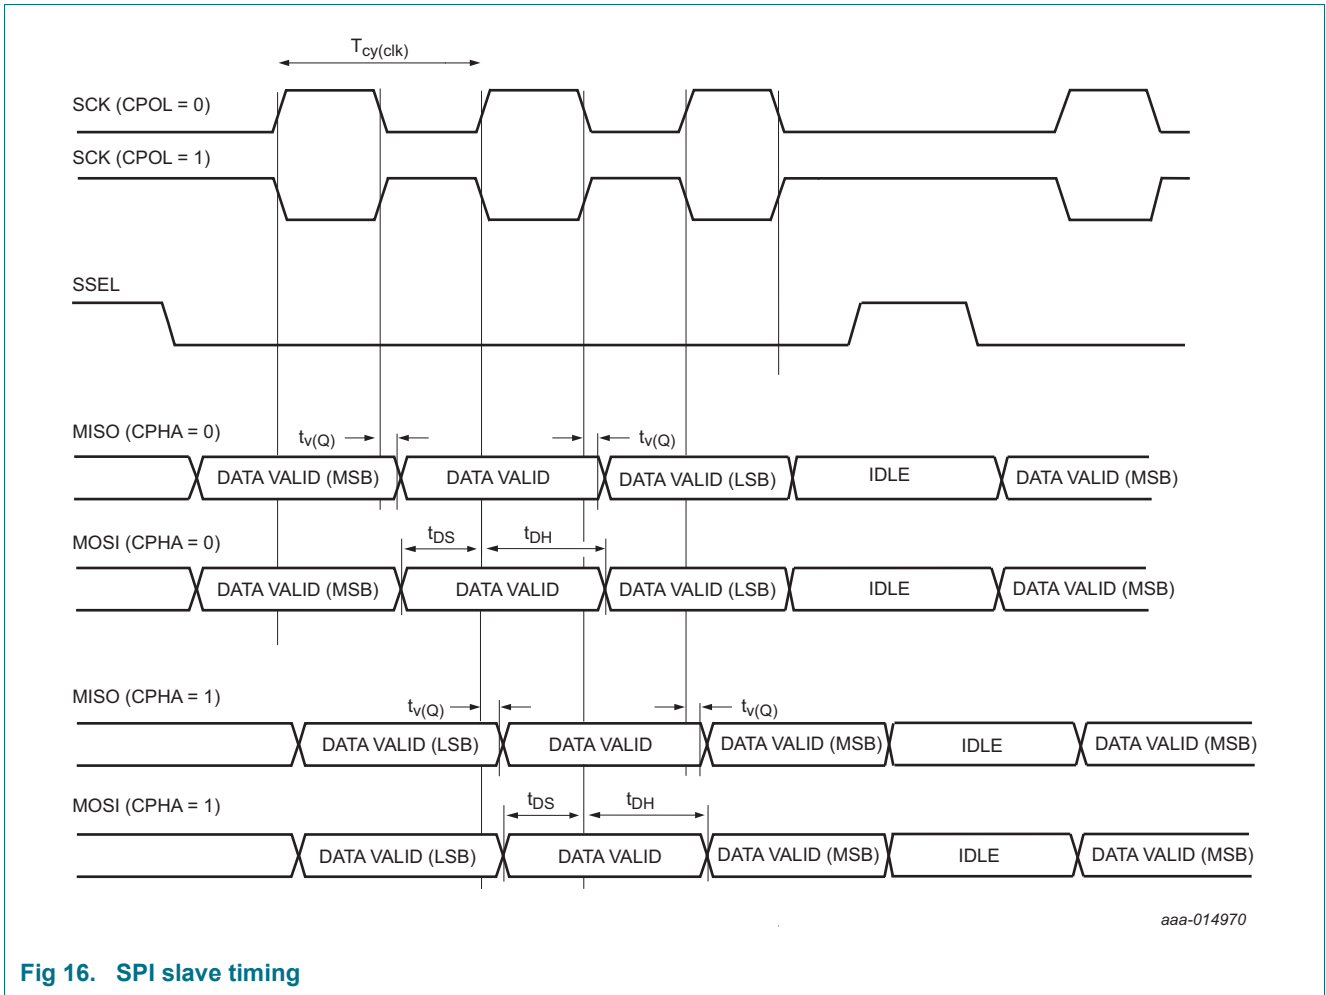 Tcy(clk)
SCK (CPOL = 0)
SCK (CPOL = 1)
SSEL
MISO (CPHA = 0)
tv(Q) tv(Q)
DATA VALID (MSB) DATA VALID DATA VALID (LSB) IDLE DATA VALID (MSB)
MOSI (CPHA = 0)
tDS tDH
DATA VALID (MSB) DATA VALID DATA VALID (LSB) IDLE DATA VALID (MSB)
MISO (CPHA = 1)
tv(Q) tv(Q)
DATA VALID (LSB) DATA VALID DATA VALID (MSB) IDLE DATA VALID (MSB)
MOSI (CPHA = 1)
tDS tDH
DATA VALID (LSB) DATA VALID DATA VALID (MSB) IDLE DATA VALID (MSB)
aaa-014970
Fig 16. SPI slave timing